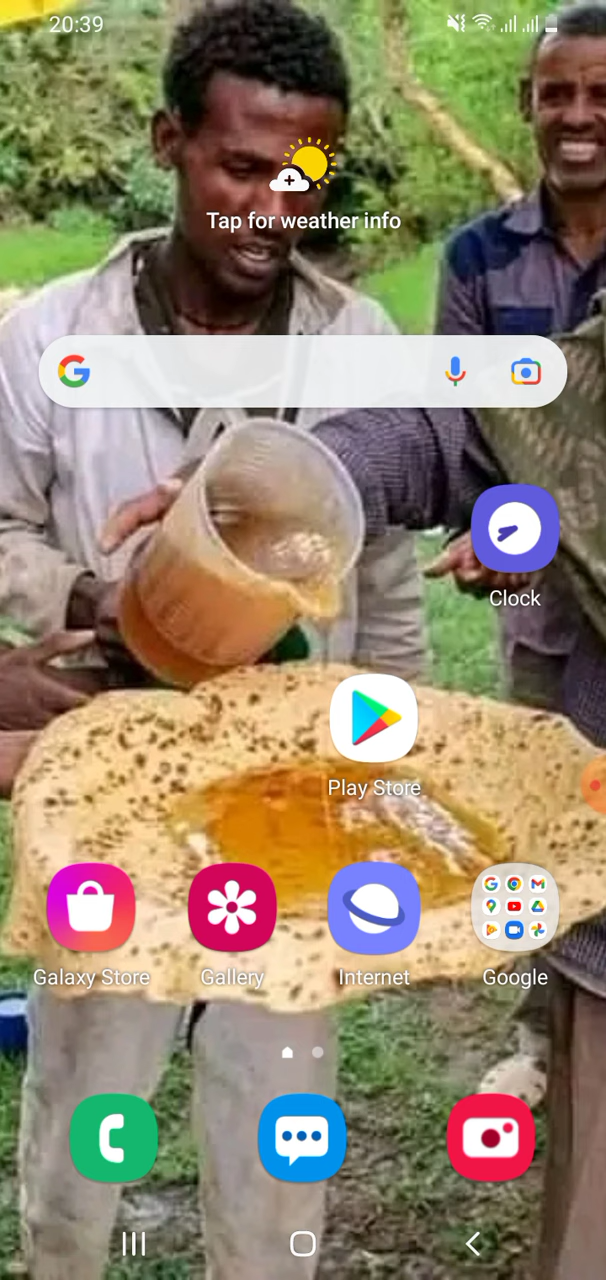 20:39
Tap for weather info
Clock
Play Store
Galaxy Store
Gallery
Internet
Google